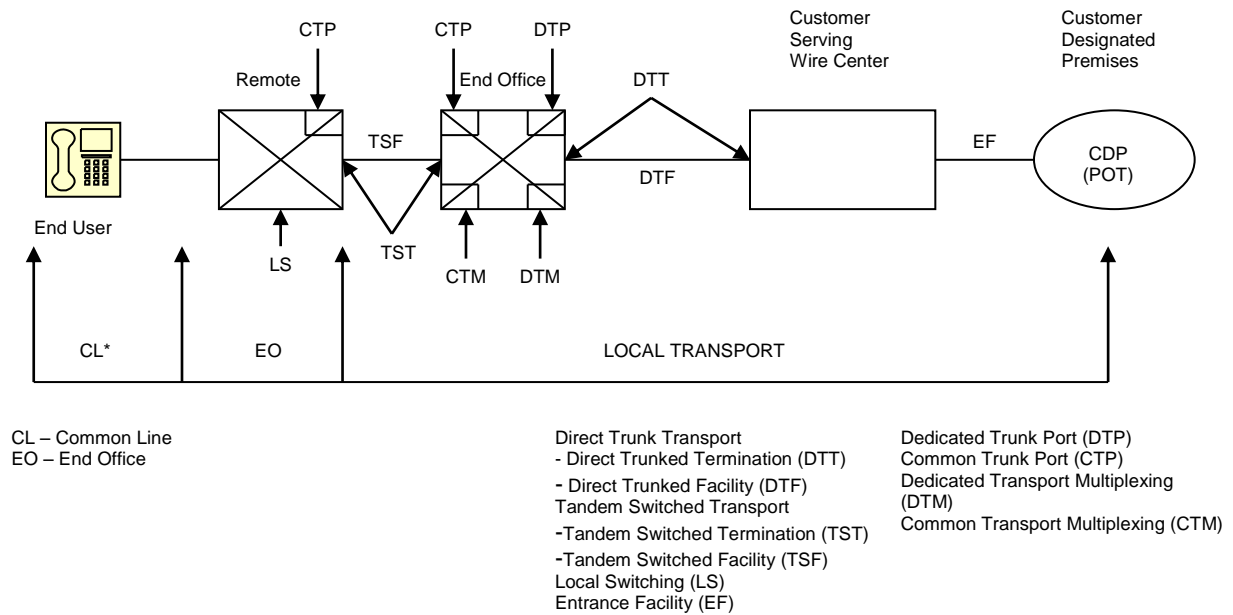 Customer
Serving
Wire Center
Customer
Designated
Premises
CTP
CTP
DTP
Remote
End Office
DTT
TSF
DTF
EF
CDP
(POT)
End User
LS
TST
CTM
DTM
CL*
EO
LOCAL TRANSPORT
CL – Common Line
EO – End Office
Direct Trunk Transport
- Direct Trunked Termination (DTT)
- Direct Trunked Facility (DTF)
Tandem Switched Transport
-Tandem Switched Termination (TST)
-Tandem Switched Facility (TSF)
Local Switching (LS)
Entrance Facility (EF)
Dedicated Trunk Port (DTP)
Common Trunk Port (CTP)
Dedicated Transport Multiplexing
(DTM)
Common Transport Multiplexing (CTM)